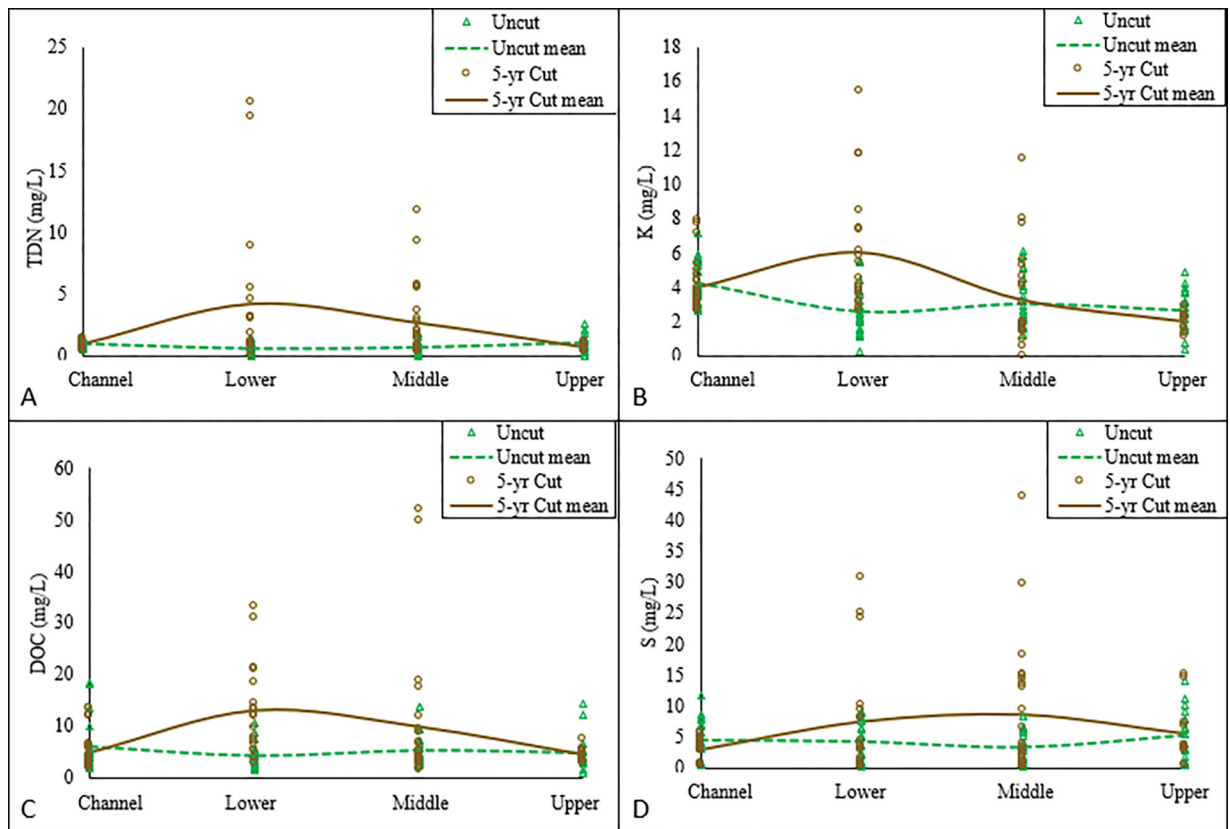 Uncut
Uncut mean
5-yr Cut
5-yr Cut mean
25
20
15
10
5
0
TDN (mg/L)
Channel Lower Middle Upper
A
Uncut
Uncut mean
5-yr Cut
5-yr Cut mean
18
16
14
12
10
8
6
4
2
0
K (mg/L)
Channel Lower Middle Upper
B
Uncut
Uncut mean
5-yr Cut
5-yr Cut mean
60
50
40
30
20
10
0
DOC (mg/L)
Channel Lower Middle Upper
C
Uncut
Uncut mean
5-yr Cut
5-yr Cut mean
50
45
40
35
30
25
20
15
10
5
0
S (mg/L)
Channel Lower Middle Upper
D